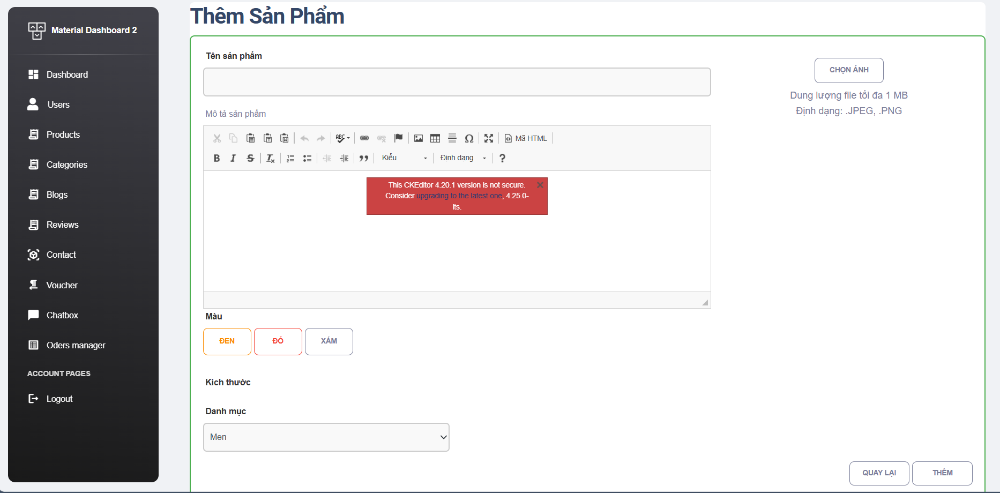 Material Dashboard 2
Dashboard
Users
Products
Categories
Blogs
Reviews
Contact
Voucher
Chatbox
Oders manager
ACCOUNT PAGES
Logout
Thêm Sản Phẩm
Tên sản phẩm
Mô tả sản phẩm
ABC
Mã HTML
Kiểu
Định dạng
?
This CKEditor 4.20.1 version is not secure.
Consider upgrading to the latest one, 4.25.0-
lts.
Màu
ĐEN ĐỎ XÁM
Kích thước
Danh mục
Men
CHỌN ẢNH
Dung lượng file tối đa 1 MB
Định dạng: .JPEG, .PNG
QUAY LẠI THÊM